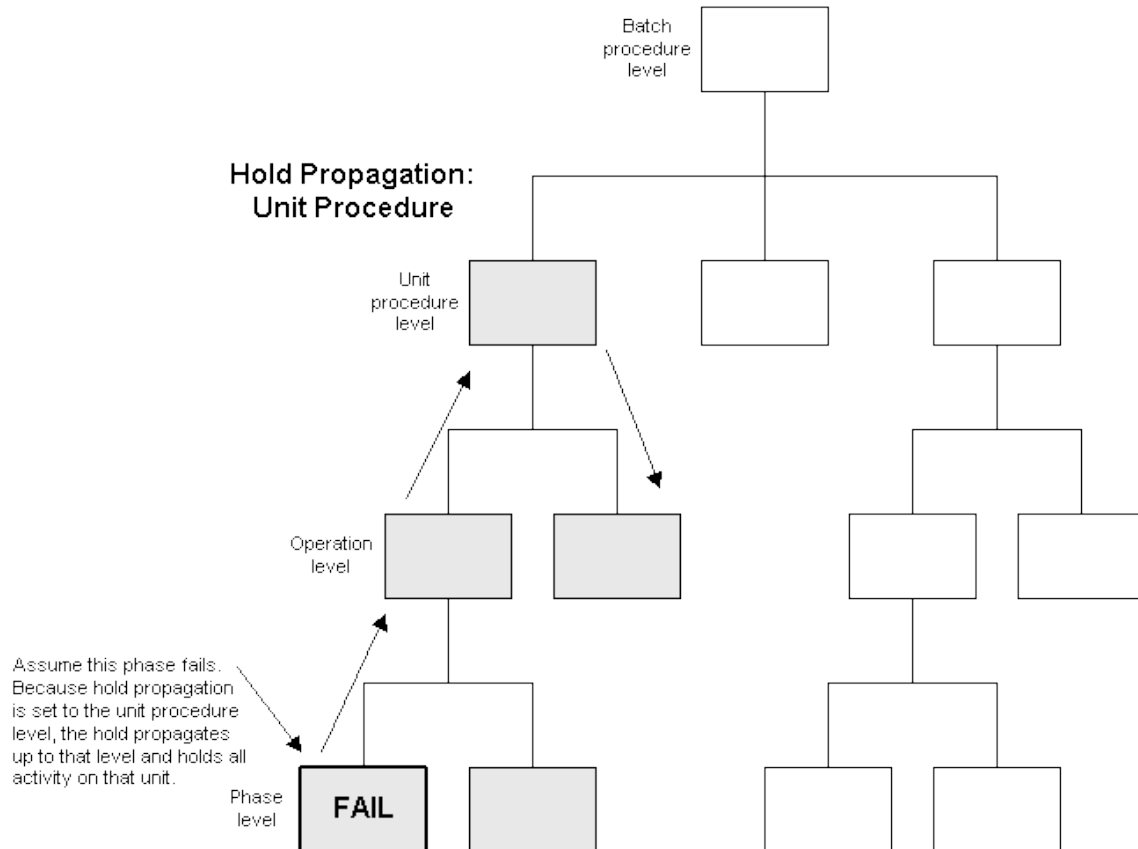 Batch
procedure
level
Hold Propagation:
Unit Procedure
Unit
procedure
level
Operation
level
Assume this phase fails.
Because hold propagation
is set to the unit procedure
level, the hold propagates
up to that level and holds all
activity on that unit.
Phase
level
FAIL